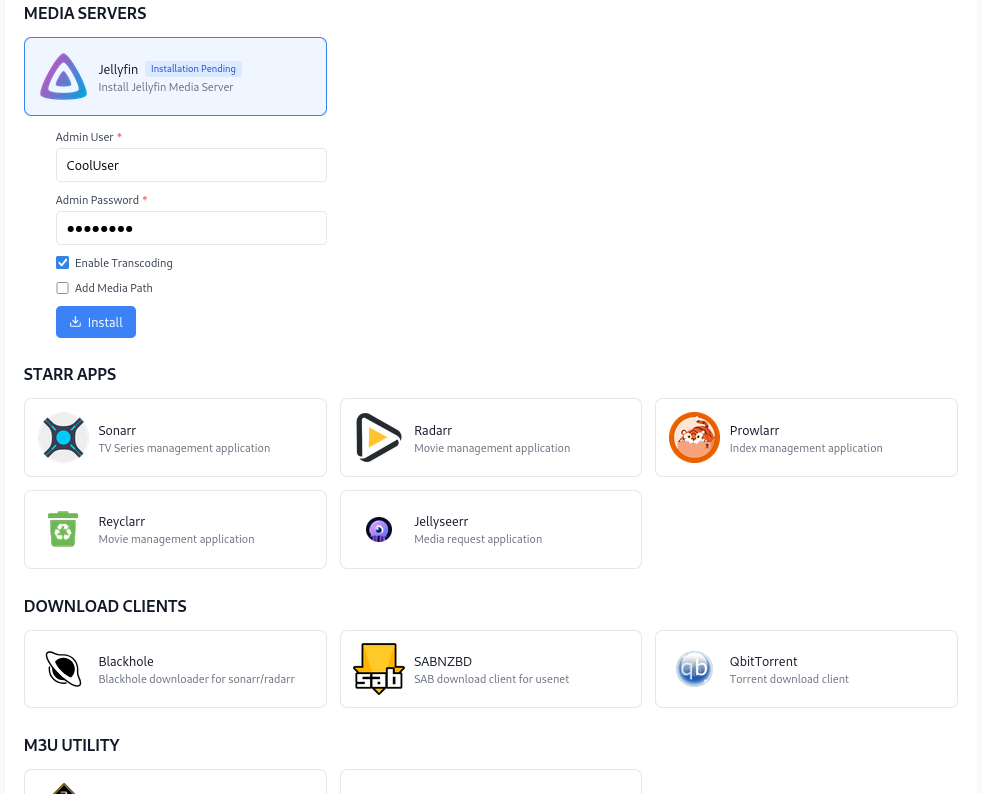 MEDIA SERVERS
Jellyfin Installation Pending
Install Jellyfin Media Server
Admin User *
CoolUser
Admin Password *
●●●●●●●●
Enable Transcoding
Add Media Path
Install
STARR APPS
Sonarr
TV Series management application
Radarr
Movie management application
Prowlarr
Index management application
Reyclarr
Movie management application
Jellyseerr
Media request application
DOWNLOAD CLIENTS
Blackhole
Blackhole downloader for sonarr/radarr
sab
SABNZBD
SAB download client for usenet
qb
QbitTorrent
Torrent download client
M3U UTILITY